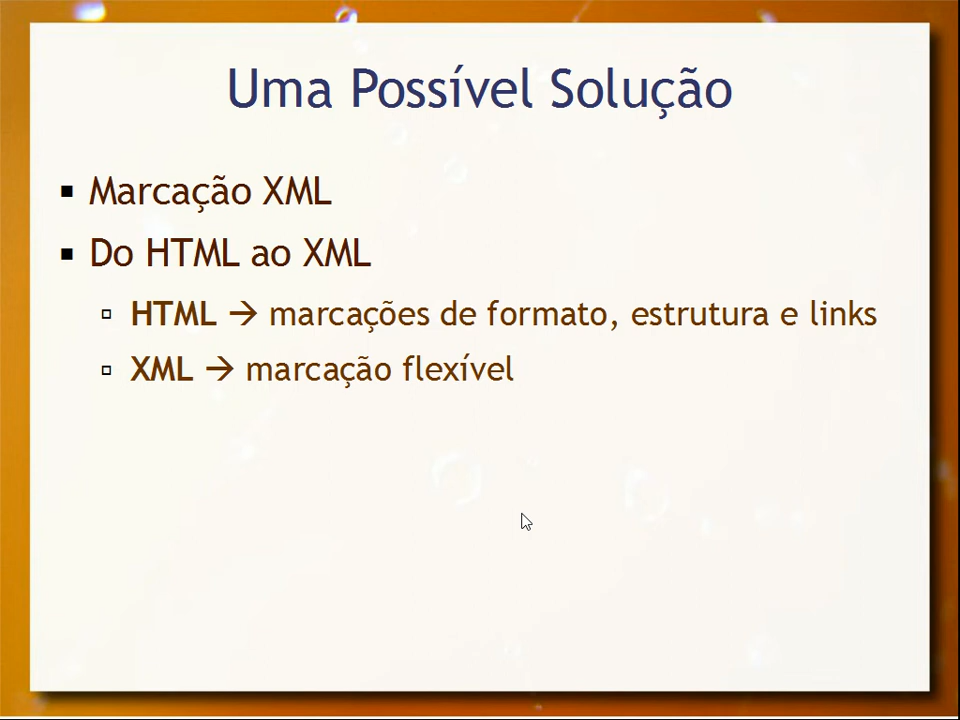 Uma Possível Solução
▪ Marcação XML
▪ Do HTML ao XML
▫ HTML → marcações de formato, estrutura e links
▫ XML → marcação flexível